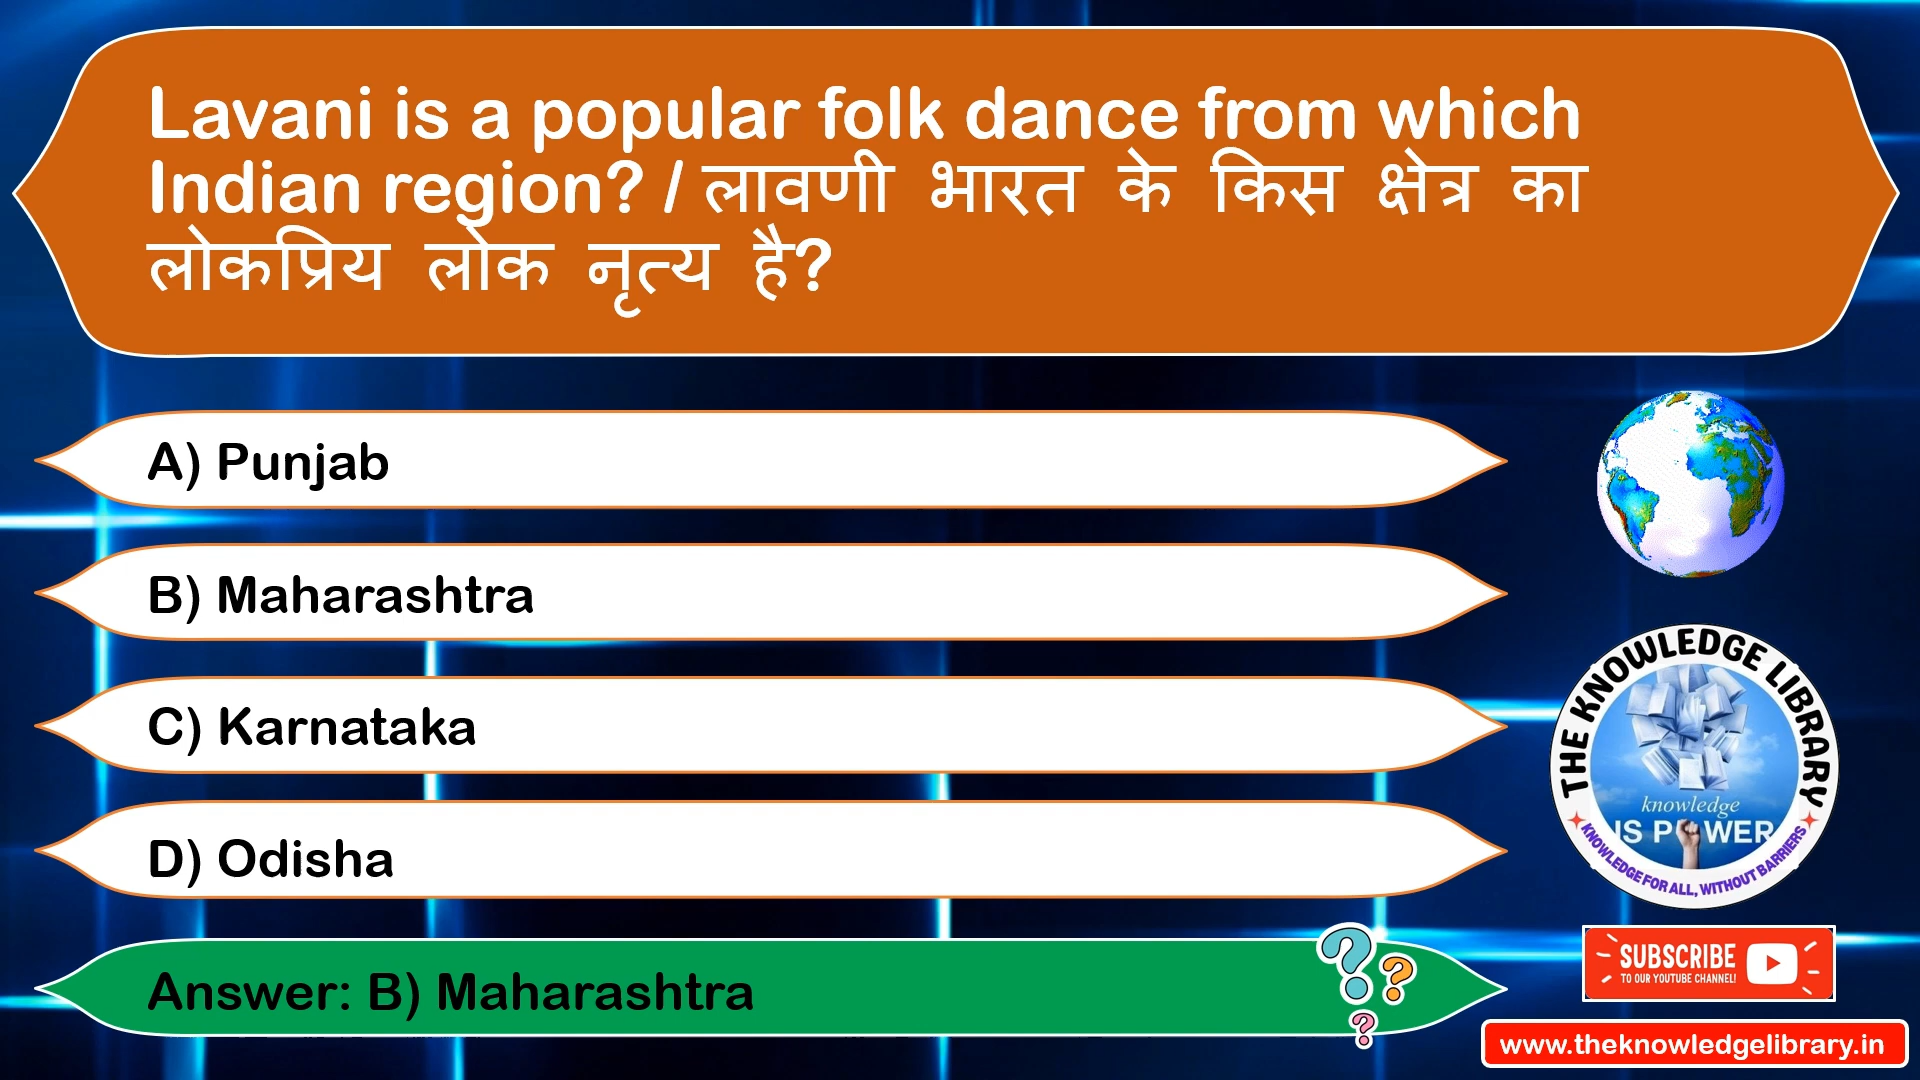 Lavani is a popular folk dance from which
Indian region? / लावणी भारत के किस क्षेत्र का
लोकप्रिय लोक नृत्य है?
A) Punjab
B) Maharashtra
C) Karnataka
D) Odisha
Answer: B) Maharashtra
? ? ?
THE KNOWLEDGE LIBRARY
knowledge
IS POWER
KNOWLEDGE FOR ALL, WITHOUT BARRIERS
SUBSCRIBE
TO OUR YOUTUBE CHANNEL!
www.theknowledgelibrary.in